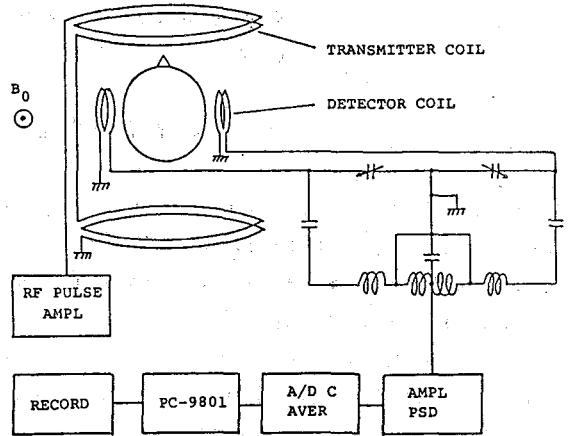 TRANSMITTER COIL
B0
DETECTOR COIL
RF PULSE
AMPL
RECORD
PC-9801
A/D C
AVER
AMPL
PSD